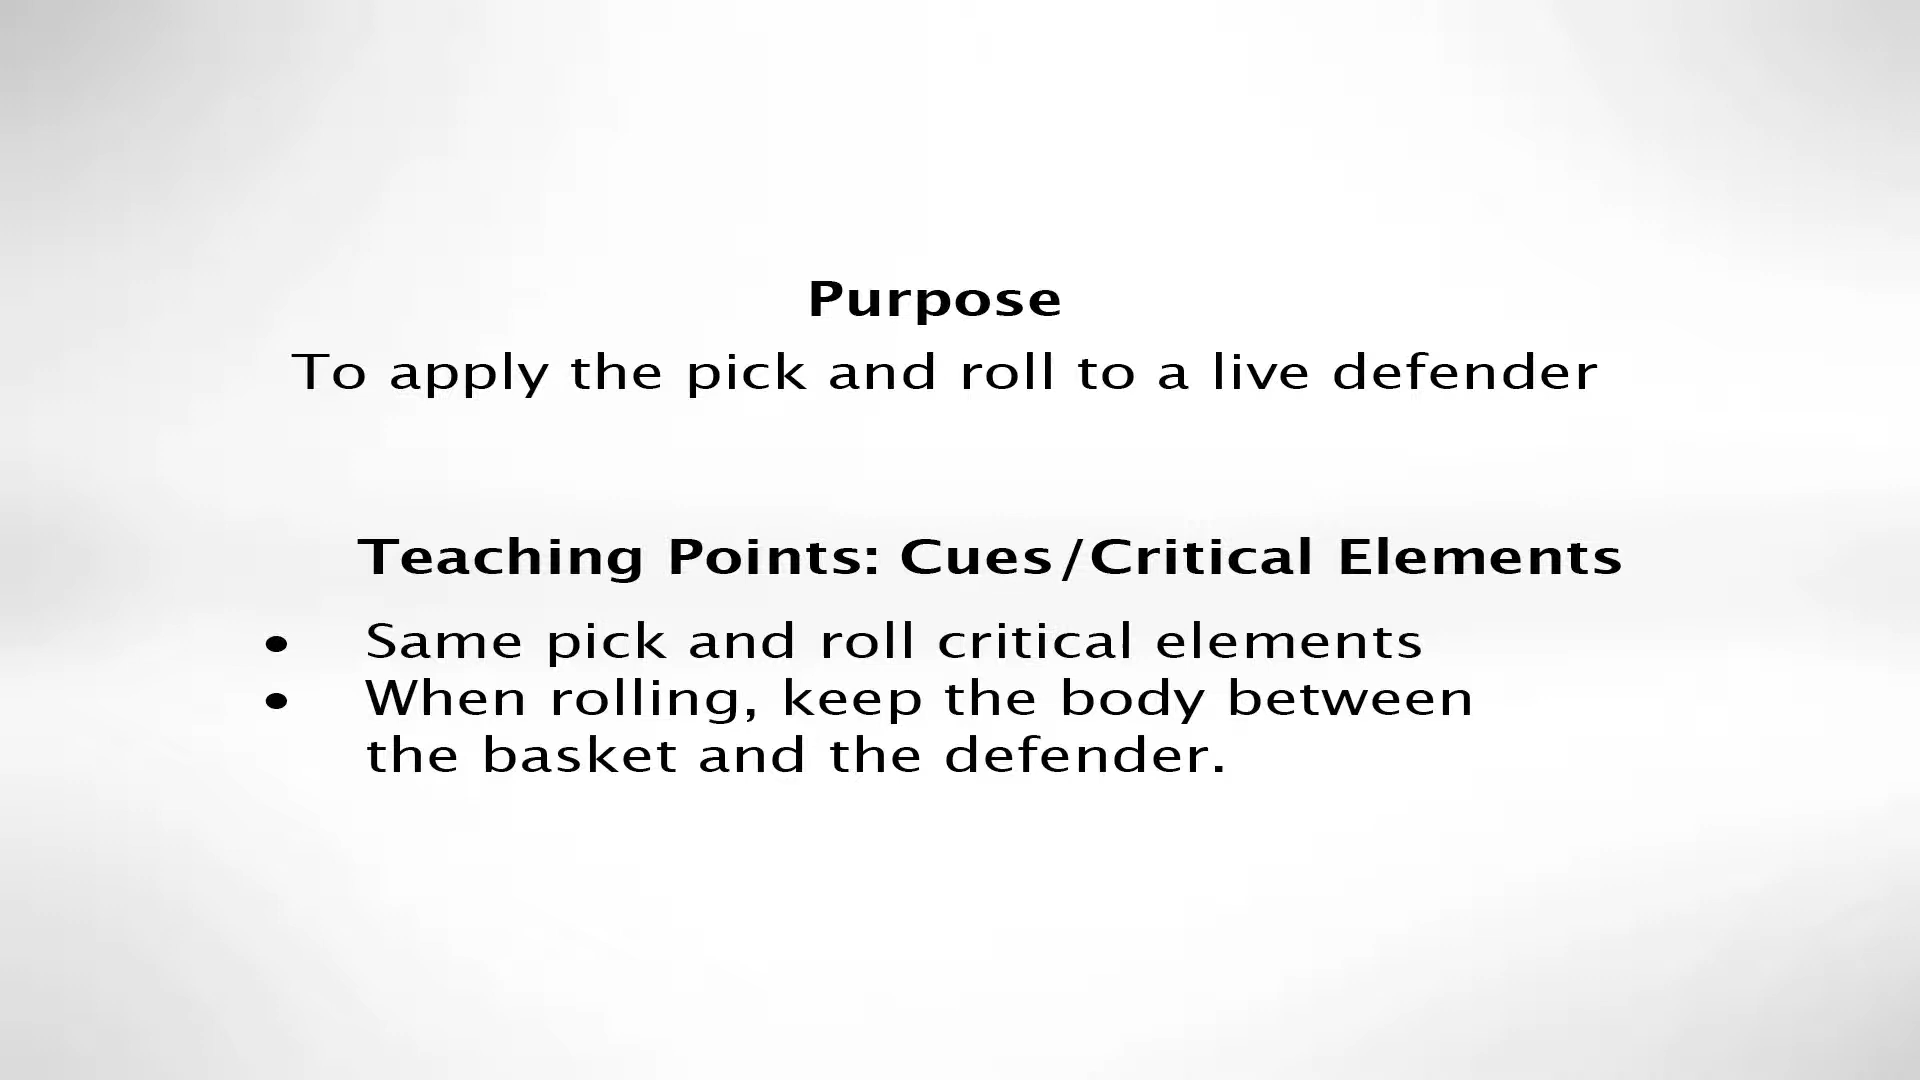 Purpose
To apply the pick and roll to a live defender
Teaching Points: Cues/Critical Elements
• Same pick and roll critical elements
• When rolling, keep the body between
the basket and the defender.